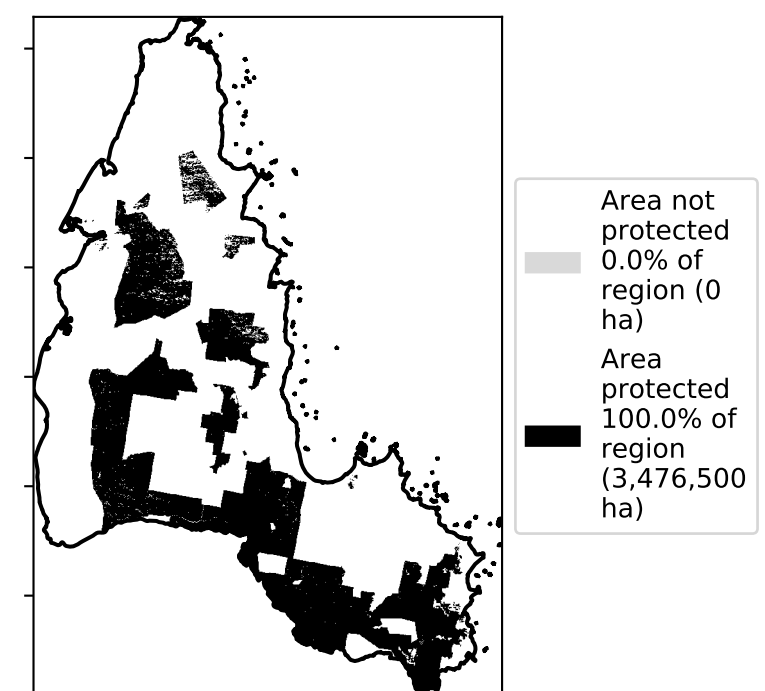 Area not
protected
0.0% of
region (0
ha)
Area
protected
100.0% of
region
(3,476,500
ha)